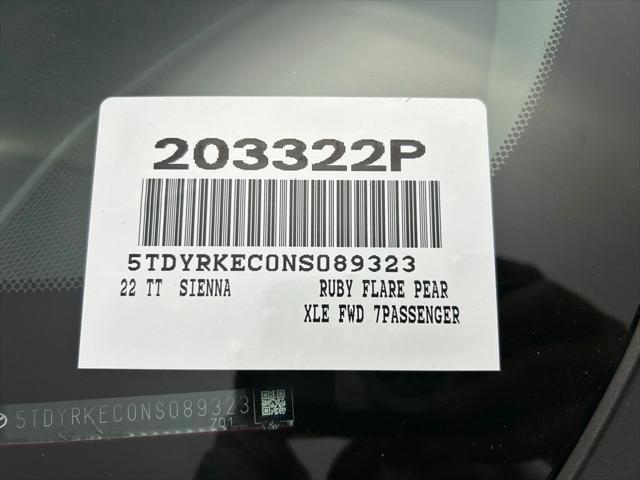 203322P
5TDYRKEC0NS089323
22 TT SIENNA RUBY FLARE PEAR
XLE FWD 7PASSENGER
5TDYRKEC0NS089323
Z01